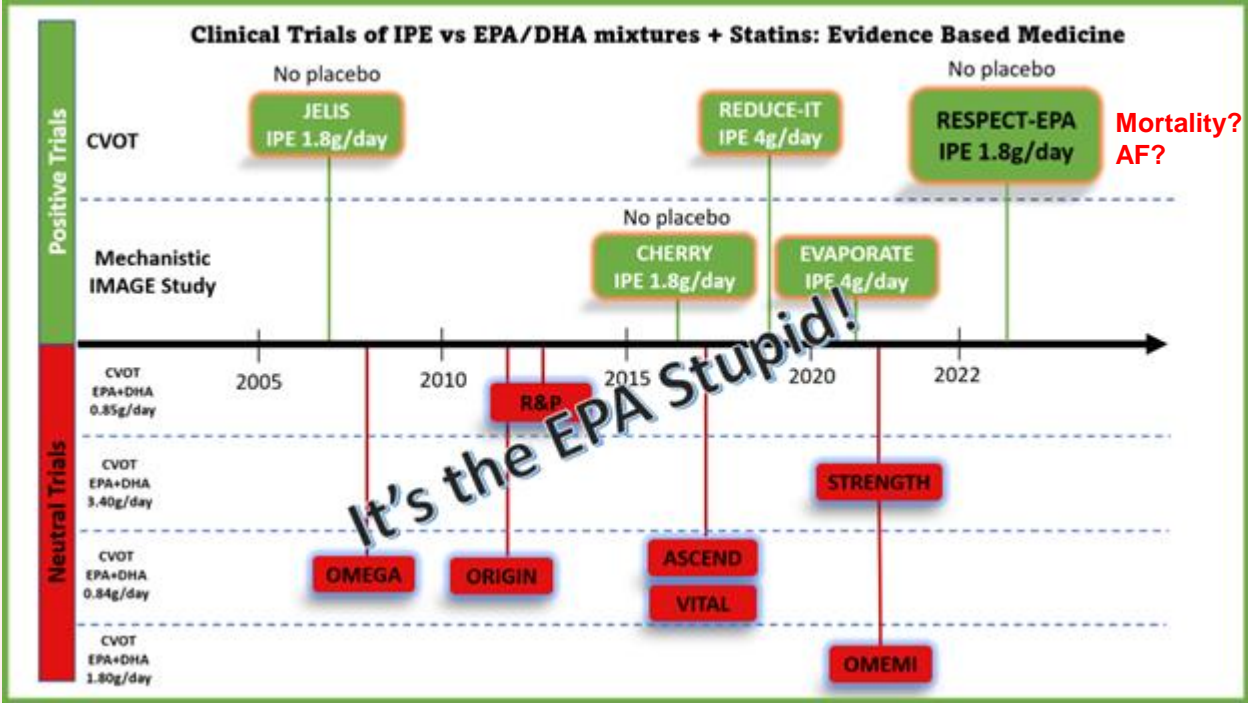 Clinical Trials of IPE vs EPA/DHA mixtures + Statins: Evidence Based Medicine
Positive Trials
CVOT
No placebo
JELIS
IPE 1.8g/day
REDUCE-IT
IPE 4g/day
No placebo
RESPECT-EPA
IPE 1.8g/day
Mortality?
AF?
Mechanistic
IMAGE Study
No placebo
CHERRY
IPE 1.8g/day
EVAPORATE
IPE 4g/day
2005
2010
2015
2020
2022
It's the EPA Stupid!
Neutral Trials
CVOT
EPA+DHA
0.85g/day
R&P
CVOT
EPA+DHA
3.40g/day
STRENGTH
CVOT
EPA+DHA
0.84g/day
OMEGA
ORIGIN
ASCEND
VITAL
CVOT
EPA+DHA
1.80g/day
OMEMI